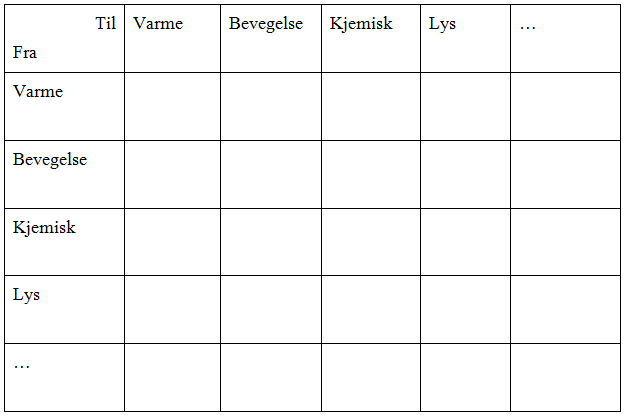 Til
Fra
Varme
Bevegelse
Kjemisk
Lys
…
Varme
Bevegelse
Kjemisk
Lys
…